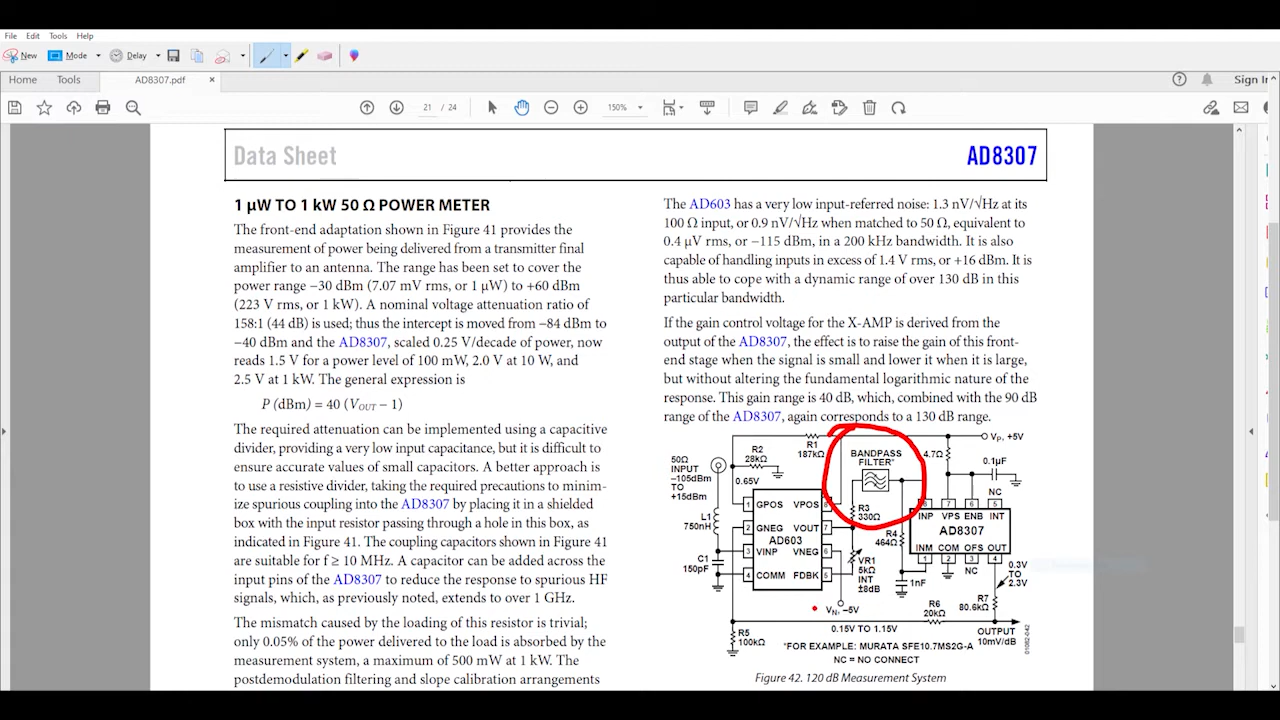 File Edit Tools Help
New Mode Delay
Home Tools AD8307.pdf × Sign In
21 / 24 150%
Data Sheet AD8307
1 µW TO 1 kW 50 Ω POWER METER
The front-end adaptation shown in Figure 41 provides the
measurement of power being delivered from a transmitter final
amplifier to an antenna. The range has been set to cover the
power range −30 dBm (7.07 mV rms, or 1 µW) to +60 dBm
(223 V rms, or 1 kW). A nominal voltage attenuation ratio of
158:1 (44 dB) is used; thus the intercept is moved from −84 dBm to
−40 dBm and the AD8307, scaled 0.25 V/decade of power, now
reads 1.5 V for a power level of 100 mW, 2.0 V at 10 W, and
2.5 V at 1 kW. The general expression is
P (dBm) = 40 (VOUT − 1)
The required attenuation can be implemented using a capacitive
divider, providing a very low input capacitance, but it is difficult to
ensure accurate values of small capacitors. A better approach is
to use a resistive divider, taking the required precautions to minim-
ize spurious coupling into the AD8307 by placing it in a shielded
box with the input resistor passing through a hole in this box, as
indicated in Figure 41. The coupling capacitors shown in Figure 41
are suitable for f ≥ 10 MHz. A capacitor can be added across the
input pins of the AD8307 to reduce the response to spurious HF
signals, which, as previously noted, extends to over 1 GHz.
The mismatch caused by the loading of this resistor is trivial;
only 0.05% of the power delivered to the load is absorbed by the
measurement system, a maximum of 500 mW at 1 kW. The
postdemodulation filtering and slope calibration arrangements
The AD603 has a very low input-referred noise: 1.3 nV/√Hz at its
100 Ω input, or 0.9 nV/√Hz when matched to 50 Ω, equivalent to
0.4 µV rms, or −115 dBm, in a 200 kHz bandwidth. It is also
capable of handling inputs in excess of 1.4 V rms, or +16 dBm. It is
thus able to cope with a dynamic range of over 130 dB in this
particular bandwidth.
If the gain control voltage for the X-AMP is derived from the
output of the AD8307, the effect is to raise the gain of this front-
end stage when the signal is small and lower it when it is large,
but without altering the fundamental logarithmic nature of the
response. This gain range is 40 dB, which, combined with the 90 dB
range of the AD8307, again corresponds to a 130 dB range.
50Ω
INPUT
−105dBm
TO
+15dBm
R2
28kΩ
R1
187kΩ
0.65V
BANDPASS
FILTER*
4.7Ω
VP, +5V
0.1µF
NC
L1
750nH
C1
150pF
1 GPOS VPOS 8
2 GNEG VOUT 7
AD603
3 VINP VNEG 6
4 COMM FDBK 5
R3
330Ω
R4
464Ω
VR1
5kΩ
INT
±8dB
8 7 6 5
INP VPS ENB INT
AD8307
INM COM OFS OUT
1 2 3 4
NC
1nF
0.3V
TO
2.3V
R7
80.6kΩ
VN, −5V
R6
20kΩ
0.15V TO 1.15V
R5
100kΩ
OUTPUT
10mV/dB
*FOR EXAMPLE: MURATA SFE10.7MS2G-A
NC = NO CONNECT
01082-042
Figure 42. 120 dB Measurement System